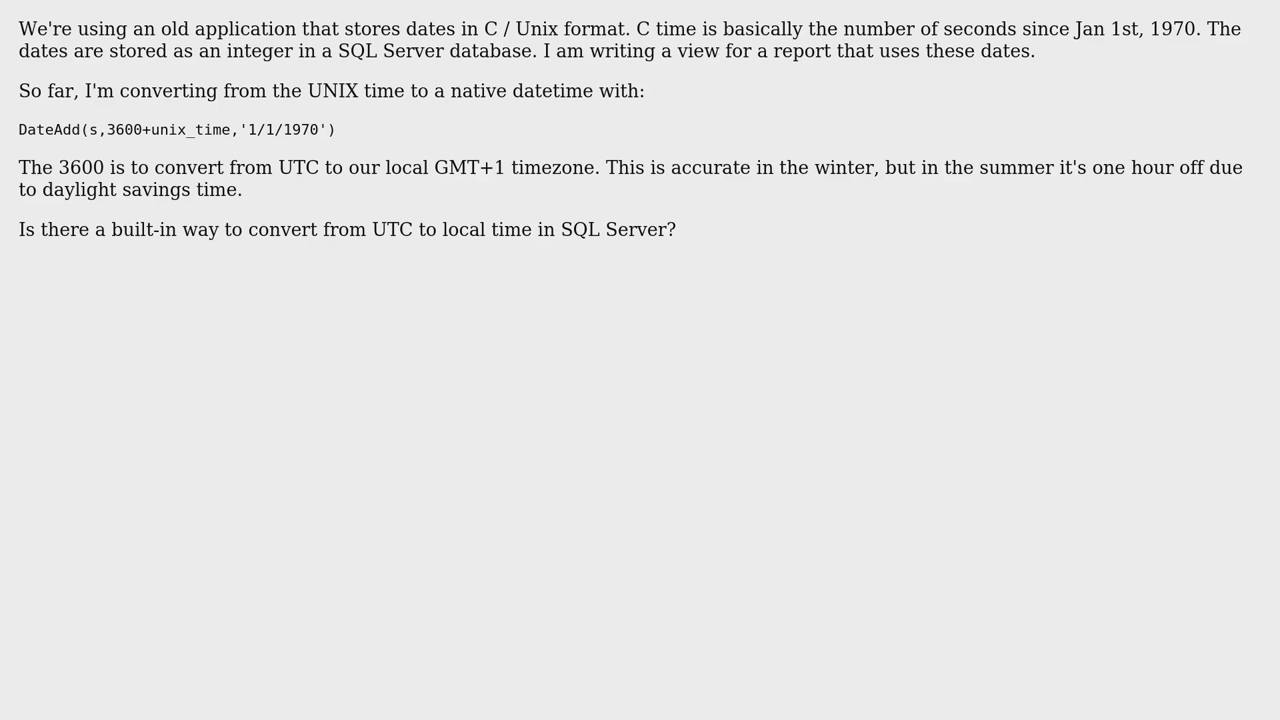 We're using an old application that stores dates in C / Unix format. C time is basically the number of seconds since Jan 1st, 1970. The
dates are stored as an integer in a SQL Server database. I am writing a view for a report that uses these dates.
So far, I'm converting from the UNIX time to a native datetime with:
DateAdd(s,3600+unix_time,'1/1/1970')
The 3600 is to convert from UTC to our local GMT+1 timezone. This is accurate in the winter, but in the summer it's one hour off due
to daylight savings time.
Is there a built-in way to convert from UTC to local time in SQL Server?